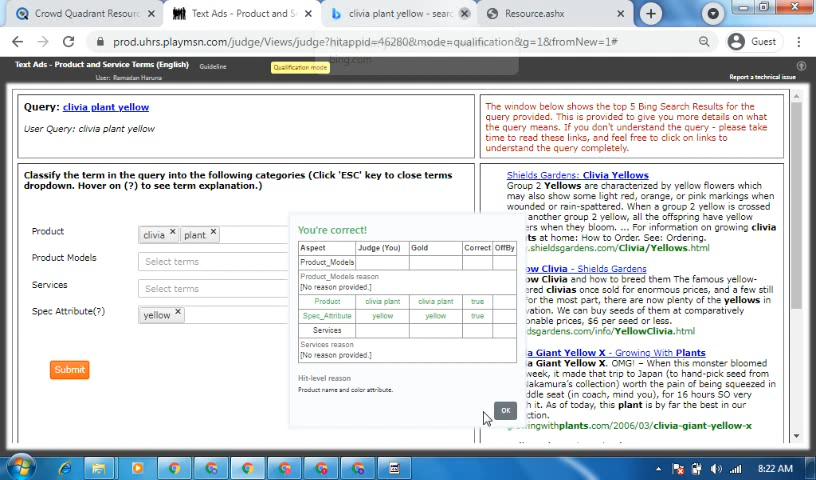 Crowd Quadrant Resourc
Text Ads - Product and Se
clivia plant yellow - sear
Resource.ashx
prod.uhrs.playmsn.com/judge/Views/judge?hitappid=46280&mode=qualification&g=1&fromNew=1#
Guest
bing.com
Text Ads - Product and Service Terms (English)
Guideline
Qualification mode
User: Ramadan Haruna
Report a technical issue
Query: clivia plant yellow
User Query: clivia plant yellow
The window below shows the top 5 Bing Search Results for the
query provided. This is provided to give you more details on what
the query means. If you don't understand the query - please take
time to read these links, and feel free to click on links to
understand the query completely.
Classify the term in the query into the following categories (Click 'ESC' key to close terms
dropdown. Hover on (?) to see term explanation.)
Product
clivia
plant
Product Models
Select terms
Services
Select terms
Spec Attribute(?)
yellow
Submit
You're correct!
Aspect Judge (You) Gold Correct OffBy
Product_Models
Product_Models reason
[No reason provided.]
Product clivia plant clivia plant true
Spec_Attribute yellow yellow true
Services
Services reason
[No reason provided.]
Hit-level reason
Product name and color attribute.
OK
Shields Gardens: Clivia Yellows
Group 2 Yellows are characterized by yellow flowers which
may also show some light red, orange, or pink markings when
wounded or rain-spattered. When a group 2 yellow is crossed
another group 2 yellow, all the offspring have yellow
wers when they bloom. ... For information on growing clivia
ts at home: How to Order. See: Ordering.
.shieldsgardens.com/Clivia/Yellows.html
w Clivia - Shields Gardens
Clivia and how to breed them The famous yellow-
ered clivias once sold for enormous prices, and a few still
for the most part, there are now plenty of the yellows in
vation. We can buy seeds of them at comparatively
onable prices, $6 per seed or less.
shieldsgardens.com/info/YellowClivia.html
a Giant Yellow X - Growing With Plants
a Giant Yellow X. OMG! – When this monster bloomed
week, it made that trip to Japan (to hand-pick seed from
Nakamura's collection) worth the pain of being squeezed in
ddle seat (in coach, mind you), for 16 hours SO very
h it. As of today, this plant is by far the best in our
ction.
growingwithplants.com/2006/03/clivia-giant-yellow-x
8:22 AM